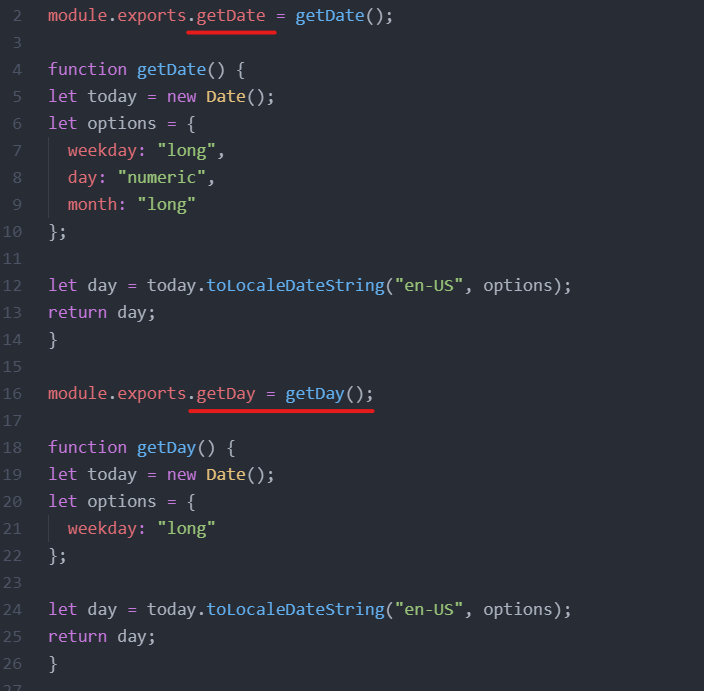 2 module.exports.getDate = getDate();
3
4 function getDate() {
5 let today = new Date();
6 let options = {
7 weekday: "long",
8 day: "numeric",
9 month: "long"
10 };
11
12 let day = today.toLocaleDateString("en-US", options);
13 return day;
14 }
15
16 module.exports.getDay = getDay();
17
18 function getDay() {
19 let today = new Date();
20 let options = {
21 weekday: "long"
22 };
23
24 let day = today.toLocaleDateString("en-US", options);
25 return day;
26 }
27